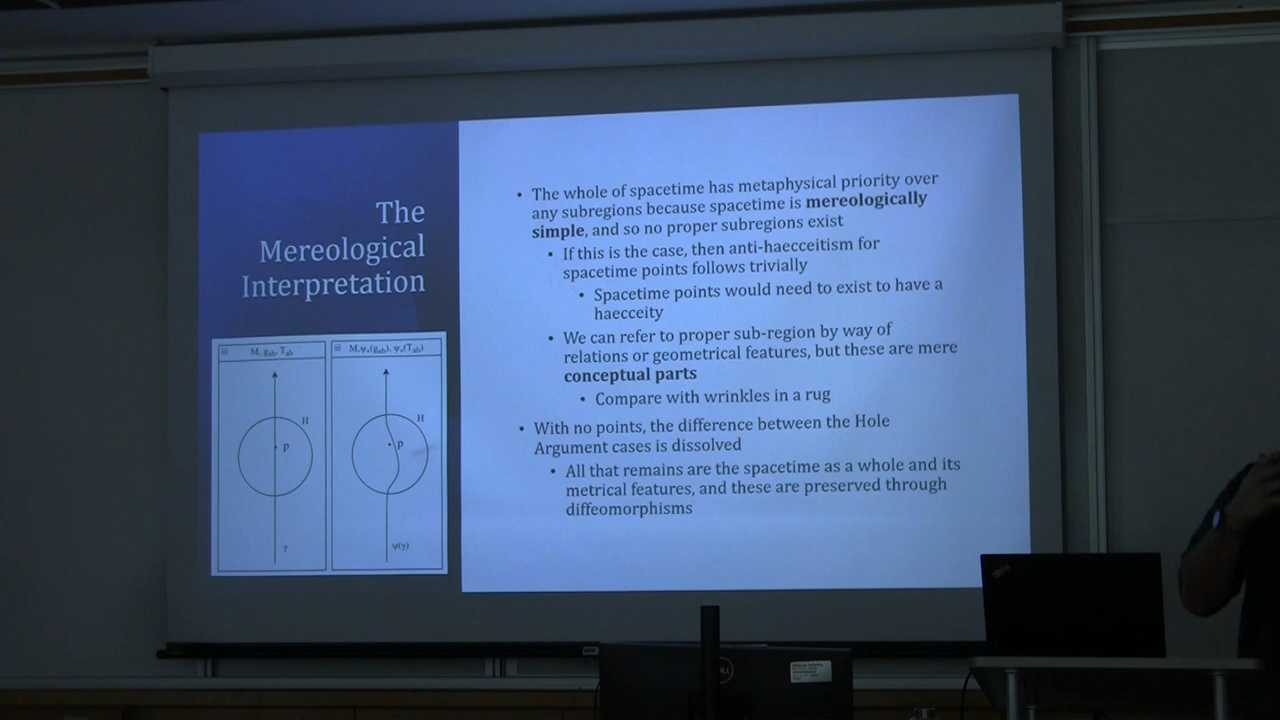 The
Mereological
Interpretation
M, gab, Tab
H
P
γ
M,ψ*(gab), ψ*(Tab)
H
P
ψ(γ)
• The whole of spacetime has metaphysical priority over
any subregions because spacetime is mereologically
simple, and so no proper subregions exist
• If this is the case, then anti-haecceitism for
spacetime points follows trivially
• Spacetime points would need to exist to have a
haecceity
• We can refer to proper sub-region by way of
relations or geometrical features, but these are mere
conceptual parts
• Compare with wrinkles in a rug
• With no points, the difference between the Hole
Argument cases is dissolved
• All that remains are the spacetime as a whole and its
metrical features, and these are preserved through
diffeomorphisms
DELL